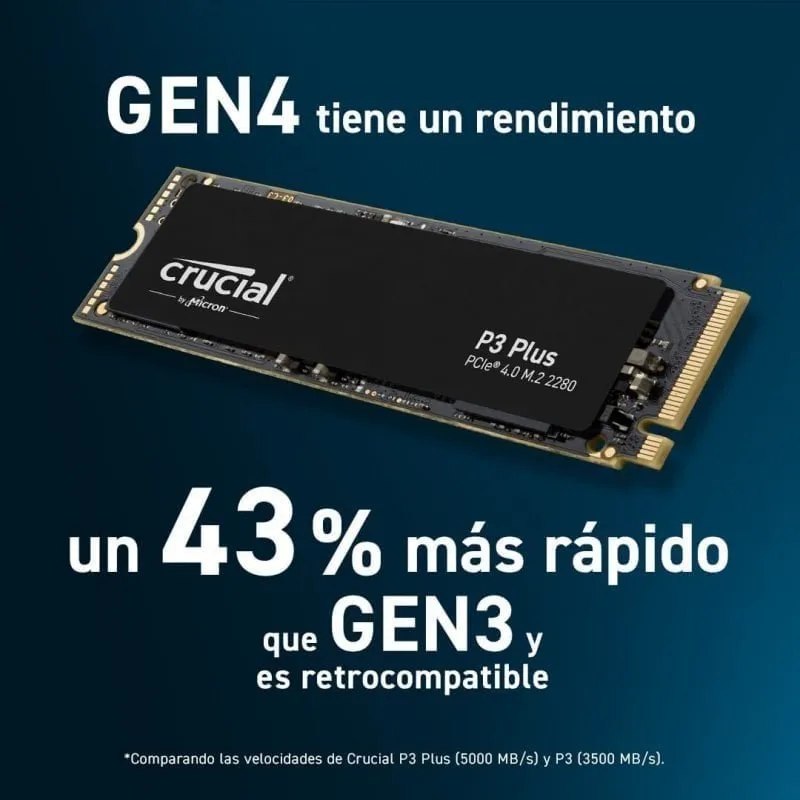 GEN4 tiene un rendimiento
crucial®
by Micron®
P3 Plus
PCIe® 4.0 M.2 2280
un 43% más rápido
que GEN3 y
es retrocompatible
*Comparando las velocidades de Crucial P3 Plus (5000 MB/s) y P3 (3500 MB/s).